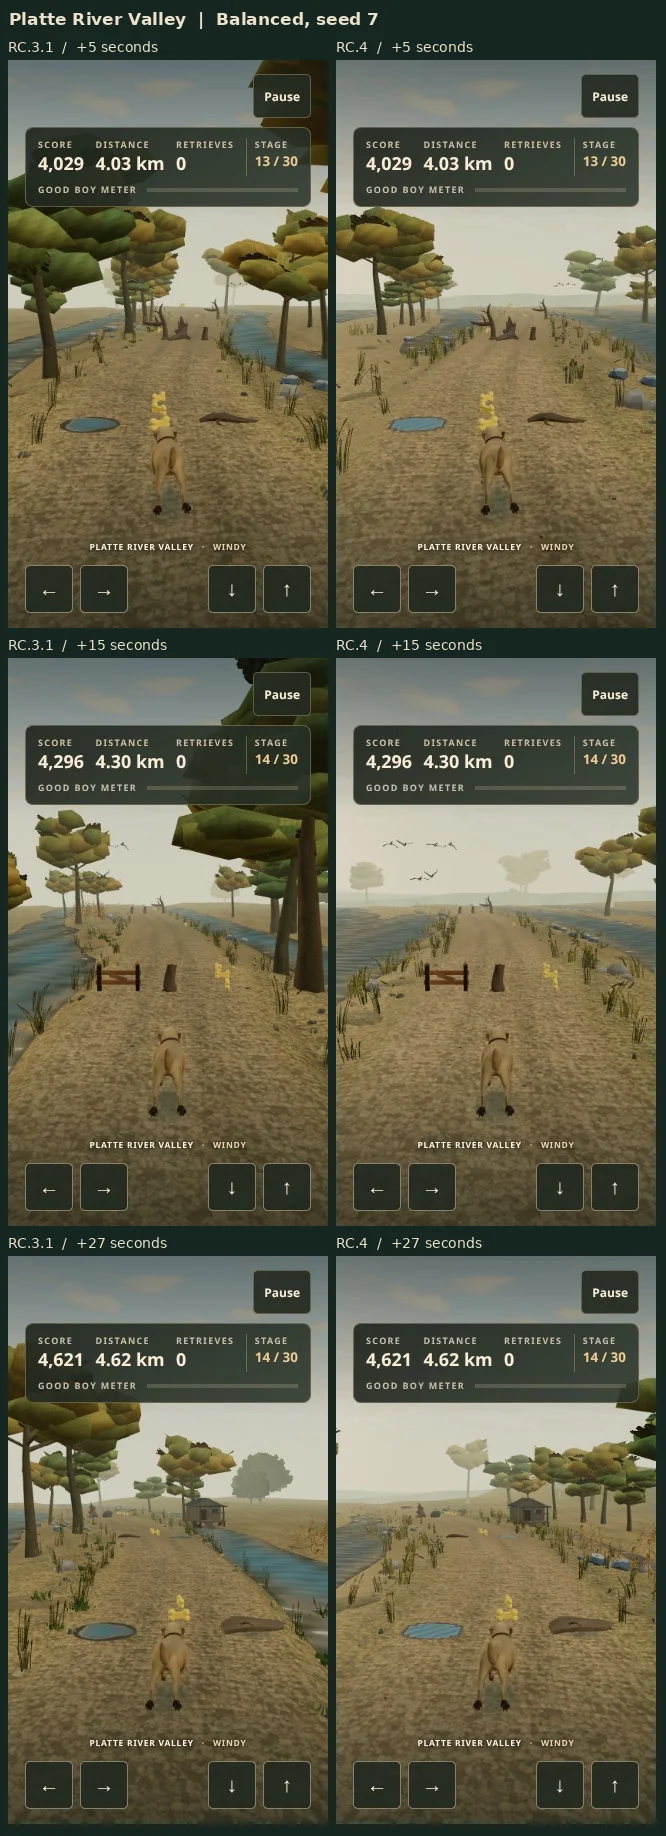 Platte River Valley | Balanced, seed 7
RC.3.1 / +5 seconds
RC.4 / +5 seconds
Pause
Pause
SCORE DISTANCE RETRIEVES STAGE
4,029 4.03 km 0 13 / 30
GOOD BOY METER
SCORE DISTANCE RETRIEVES STAGE
4,029 4.03 km 0 13 / 30
GOOD BOY METER
PLATTE RIVER VALLEY · WINDY
PLATTE RIVER VALLEY · WINDY
← → ↓ ↑
← → ↓ ↑
RC.3.1 / +15 seconds
RC.4 / +15 seconds
Pause
Pause
SCORE DISTANCE RETRIEVES STAGE
4,296 4.30 km 0 14 / 30
GOOD BOY METER
SCORE DISTANCE RETRIEVES STAGE
4,296 4.30 km 0 14 / 30
GOOD BOY METER
PLATTE RIVER VALLEY · WINDY
PLATTE RIVER VALLEY · WINDY
← → ↓ ↑
← → ↓ ↑
RC.3.1 / +27 seconds
RC.4 / +27 seconds
Pause
Pause
SCORE DISTANCE RETRIEVES STAGE
4,621 4.62 km 0 14 / 30
GOOD BOY METER
SCORE DISTANCE RETRIEVES STAGE
4,621 4.62 km 0 14 / 30
GOOD BOY METER
PLATTE RIVER VALLEY · WINDY
PLATTE RIVER VALLEY · WINDY
← → ↓ ↑
← → ↓ ↑